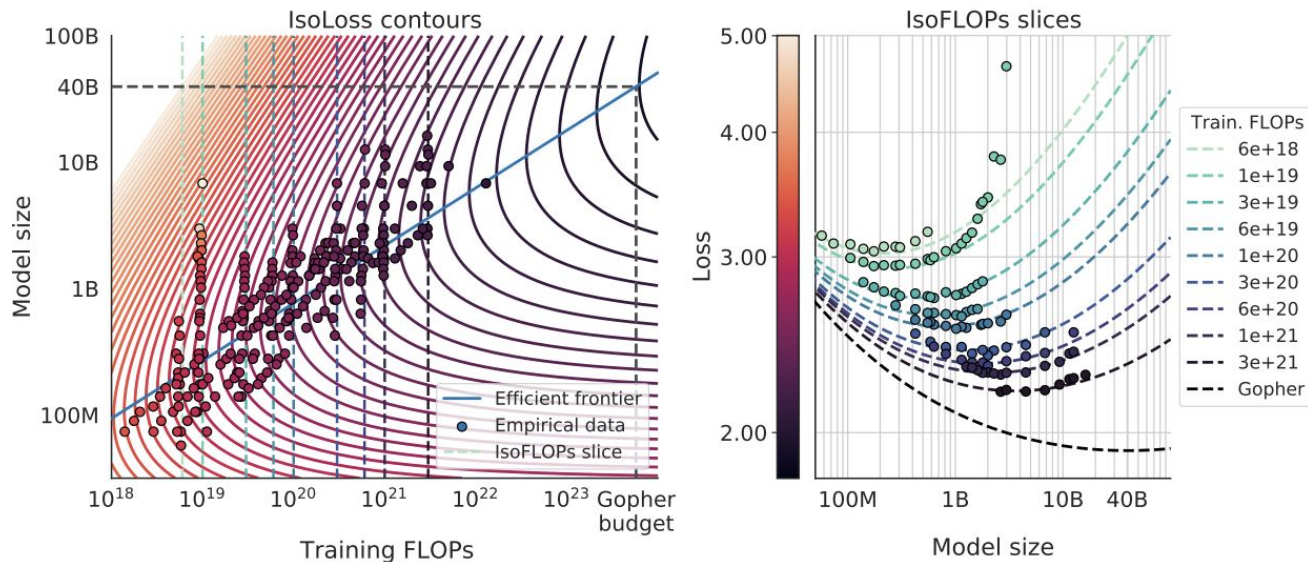 IsoLoss contours
100B
40B
10B
1B
100M
Model size
Efficient frontier
Empirical data
IsoFLOPs slice
10^18
10^19
10^20
10^21
10^22
10^23
Gopher
budget
Training FLOPs
5.00
4.00
3.00
2.00
Loss
IsoFLOPs slices
100M
1B
10B
40B
Model size
Train. FLOPs
6e+18
1e+19
3e+19
6e+19
1e+20
3e+20
6e+20
1e+21
3e+21
Gopher